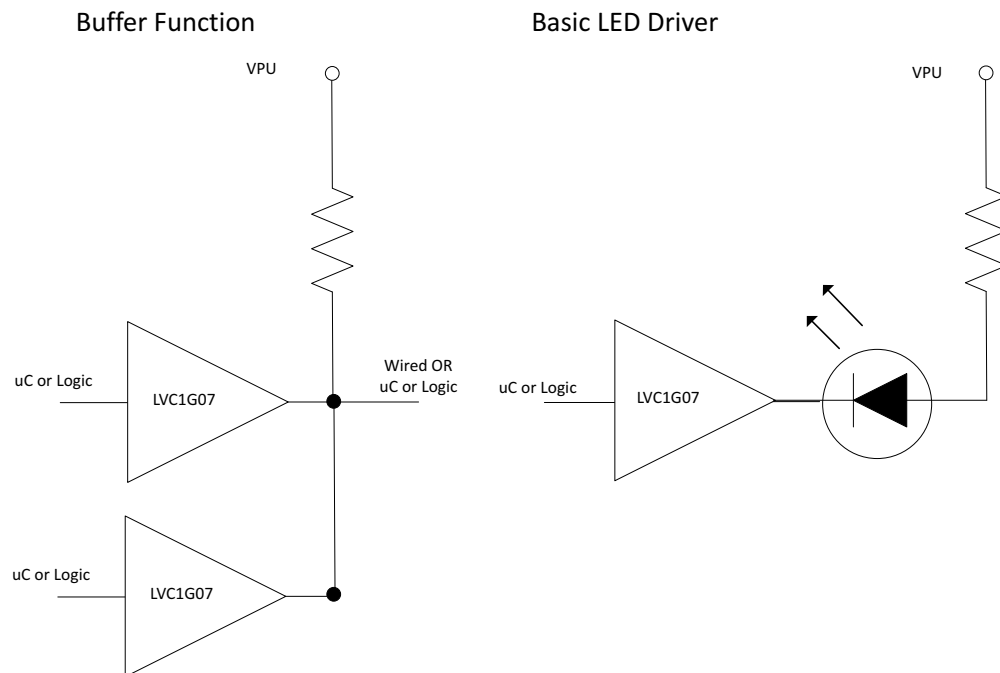 Buffer Function
Basic LED Driver
VPU
VPU
uC or Logic
LVC1G07
Wired OR
uC or Logic
uC or Logic
LVC1G07
uC or Logic
LVC1G07